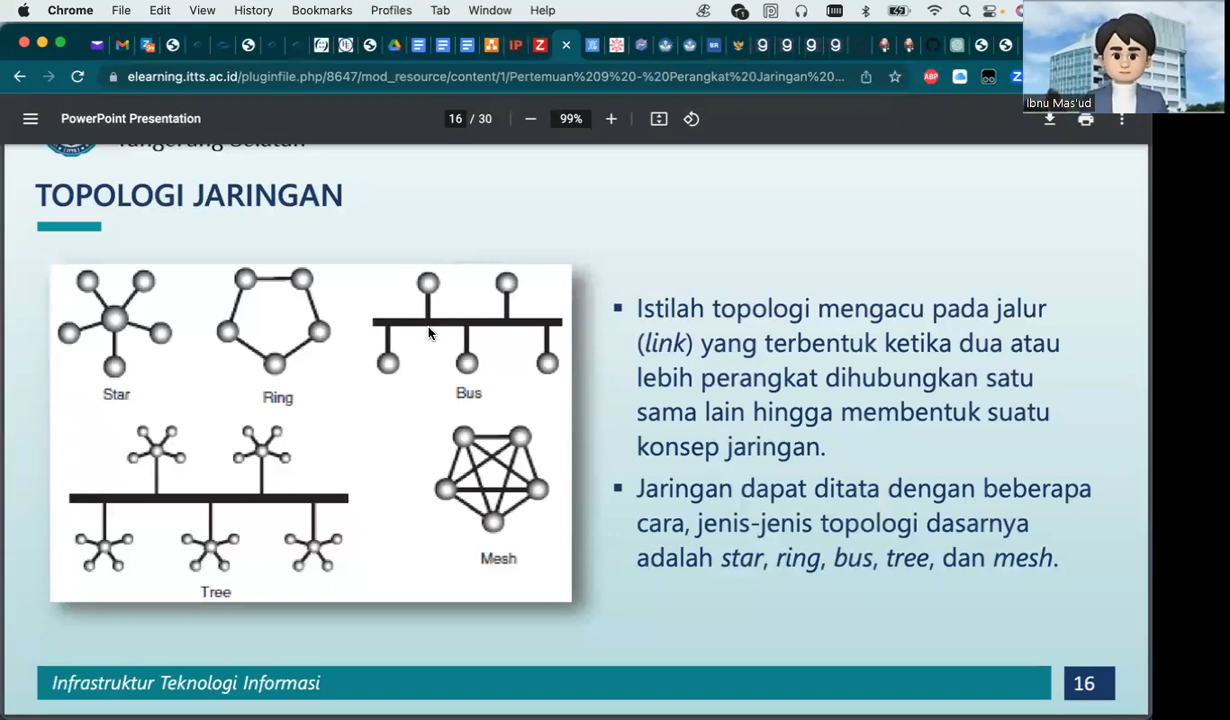 Chrome File Edit View History Bookmarks Profiles Tab Window Help
elearning.itts.ac.id/pluginfile.php/8647/mod_resource/content/1/Pertemuan%209%20-%20Perangkat%20Jaringan%20...
ABP
Ibnu Mas'ud
PowerPoint Presentation
16 / 30
99%
Tangerang Selatan
TOPOLOGI JARINGAN
Star
Ring
Bus
Tree
Mesh
▪ Istilah topologi mengacu pada jalur
(link) yang terbentuk ketika dua atau
lebih perangkat dihubungkan satu
sama lain hingga membentuk suatu
konsep jaringan.
▪ Jaringan dapat ditata dengan beberapa
cara, jenis-jenis topologi dasarnya
adalah star, ring, bus, tree, dan mesh.
Infrastruktur Teknologi Informasi
16